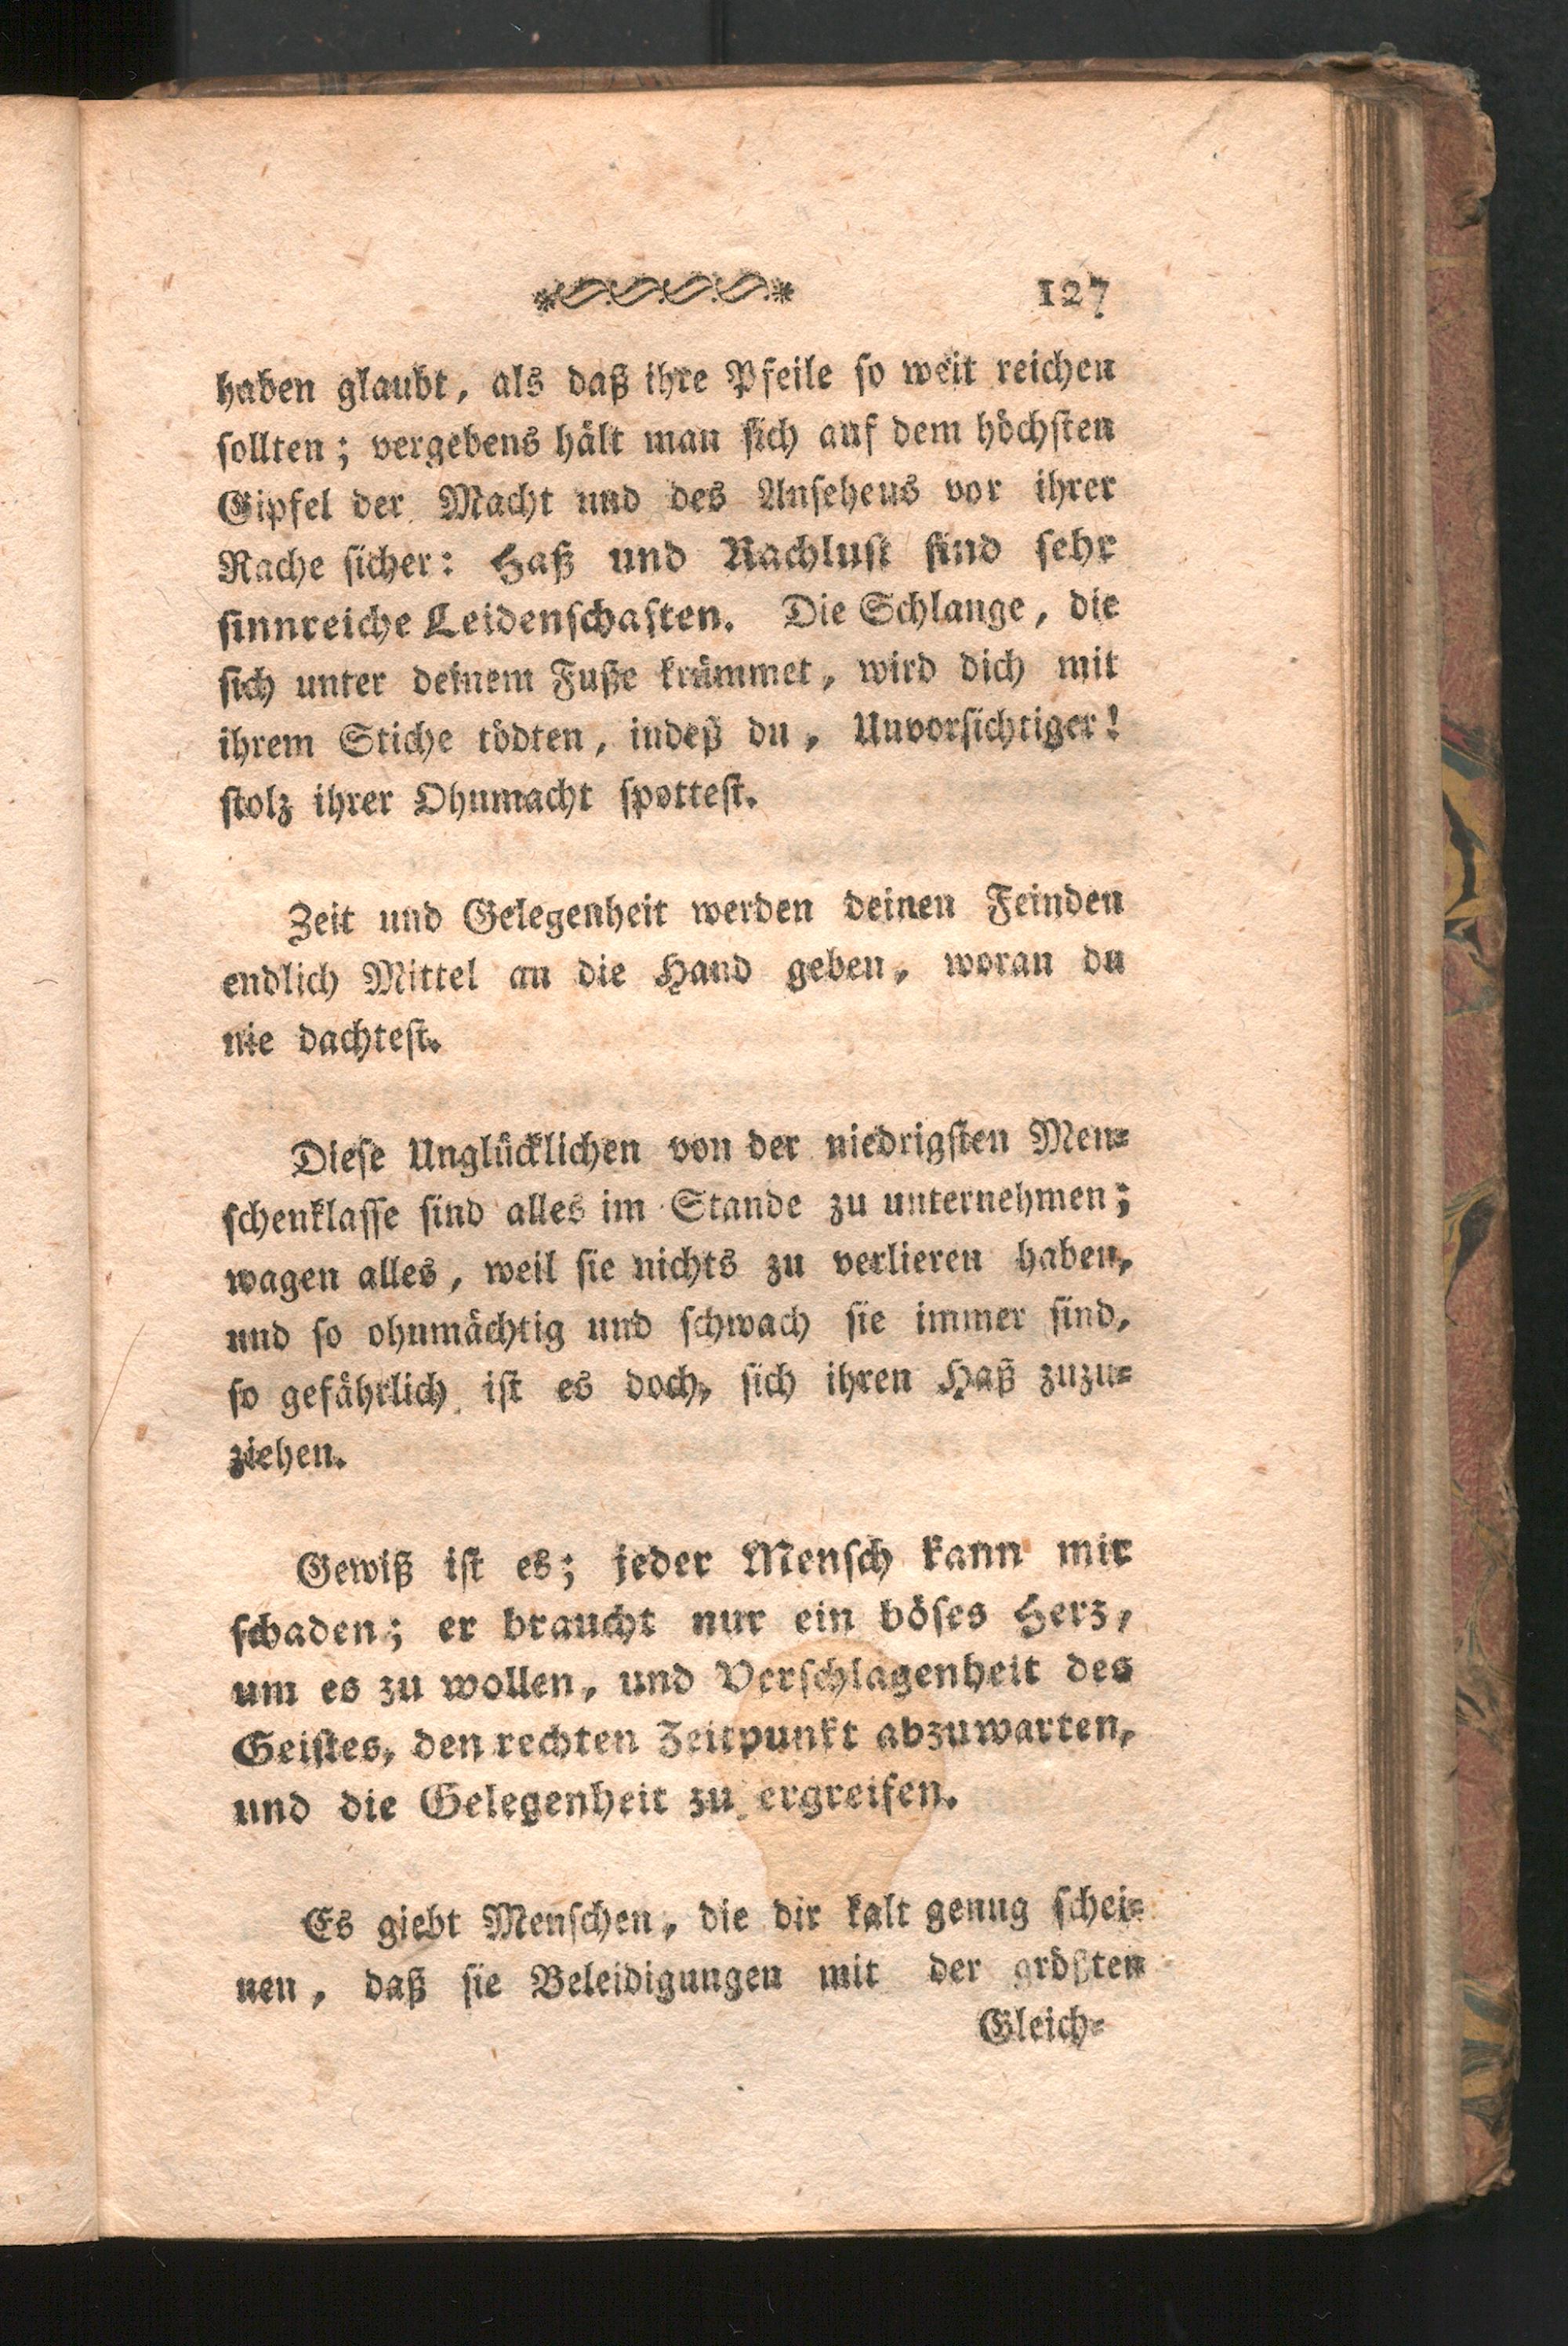 127
haben glaubt, als daß ihre Pfeile ſo weit reichen
ſollten; vergebens hält man ſich auf dem höchſten
Gipfel der Macht und des Anſehens vor ihrer
Rache ſicher: Haß und Rachluſt ſind ſehr
ſinnreiche Leidenſchaften. Die Schlange, die
ſich unter deinem Fuße krümmet, wird dich mit
ihrem Stiche tödten, indeß du, Unvorſichtiger!
ſtolz ihrer Ohnmacht ſpotteſt.
Zeit und Gelegenheit werden deinen Feinden
endlich Mittel an die Hand geben, woran du
nie dachteſt.
Dieſe Unglücklichen von der niedrigſten Men⸗
ſchenklaſſe ſind alles im Stande zu unternehmen;
wagen alles, weil ſie nichts zu verlieren haben,
und ſo ohnmächtig und ſchwach ſie immer ſind,
ſo gefährlich iſt es doch, ſich ihren Haß zuzu⸗
ziehen.
Gewiß iſt es; jeder Menſch kann mir
ſchaden; er braucht nur ein böſes Herz,
um es zu wollen, und Verſchlagenheit des
Geiſtes, den rechten Zeitpunkt abzuwarten,
und die Gelegenheit zu ergreifen.
Es giebt Menſchen, die dir kalt genug ſchei⸗
nen, daß ſie Beleidigungen mit der größten
Gleich⸗